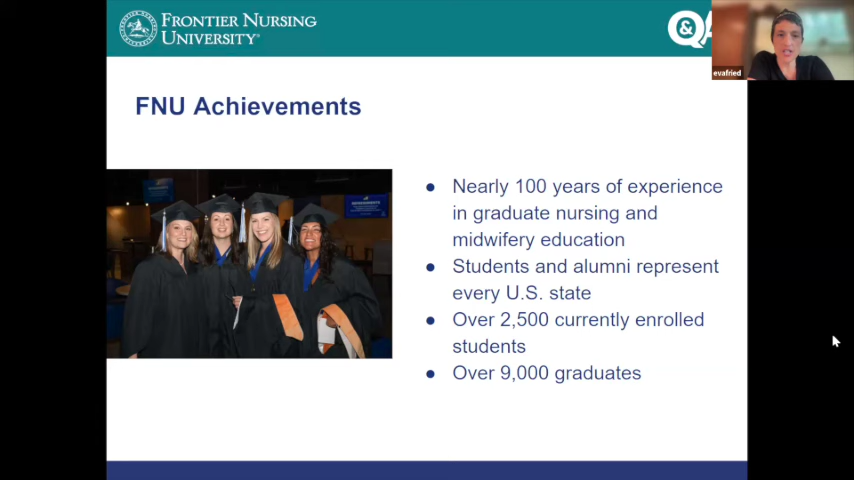 FRONTIER NURSING
UNIVERSITY®
Q&A
evafried
FNU Achievements
● Nearly 100 years of experience
in graduate nursing and
midwifery education
● Students and alumni represent
every U.S. state
● Over 2,500 currently enrolled
students
● Over 9,000 graduates